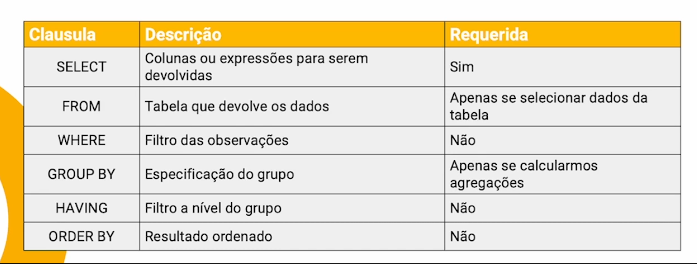 Clausula Descrição Requerida
SELECT Colunas ou expressões para serem devolvidas Sim
FROM Tabela que devolve os dados Apenas se selecionar dados da tabela
WHERE Filtro das observações Não
GROUP BY Especificação do grupo Apenas se calcularmos agregações
HAVING Filtro a nível do grupo Não
ORDER BY Resultado ordenado Não